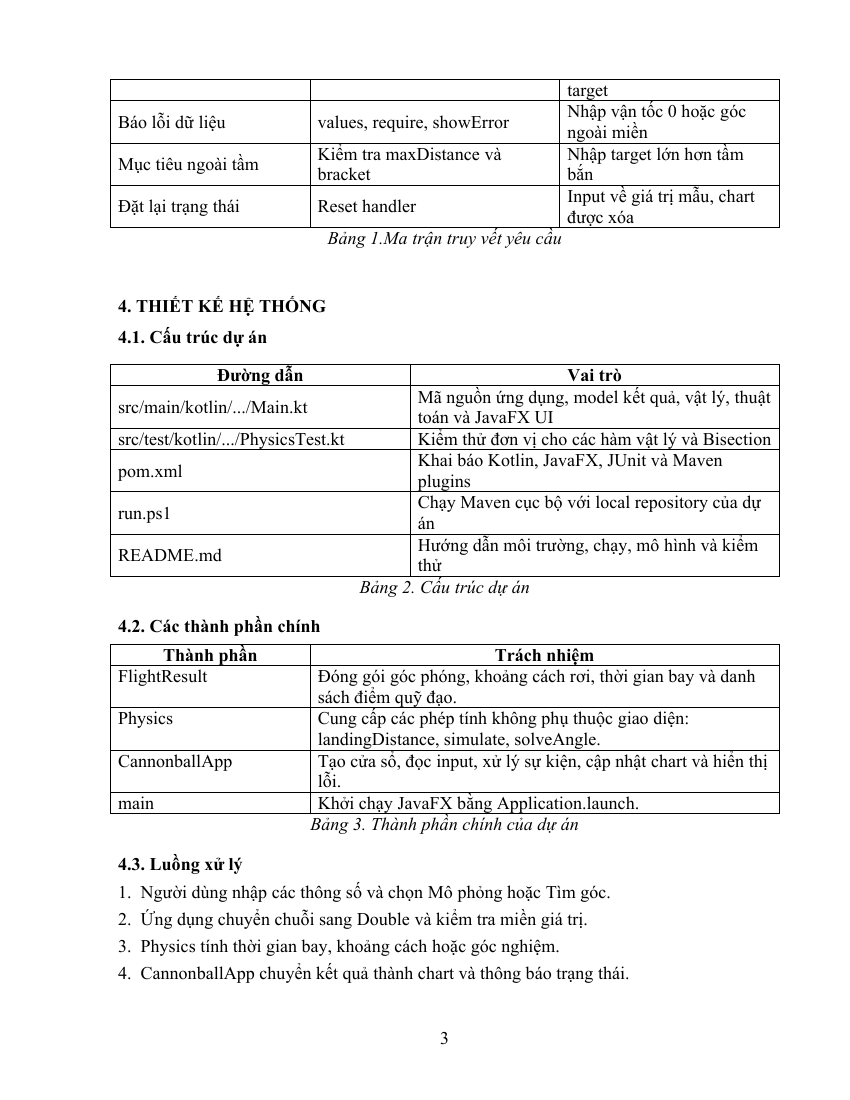 target
Báo lỗi dữ liệu
values, require, showError
Nhập vận tốc 0 hoặc góc
ngoài miền
Mục tiêu ngoài tầm
Kiểm tra maxDistance và
bracket
Nhập target lớn hơn tầm
bắn
Đặt lại trạng thái
Reset handler
Input về giá trị mẫu, chart
được xóa
Bảng 1.Ma trận truy vết yêu cầu
4. THIẾT KẾ HỆ THỐNG
4.1. Cấu trúc dự án
Đường dẫn
Vai trò
src/main/kotlin/.../Main.kt
Mã nguồn ứng dụng, model kết quả, vật lý, thuật
toán và JavaFX UI
src/test/kotlin/.../PhysicsTest.kt
Kiểm thử đơn vị cho các hàm vật lý và Bisection
pom.xml
Khai báo Kotlin, JavaFX, JUnit và Maven
plugins
run.ps1
Chạy Maven cục bộ với local repository của dự
án
README.md
Hướng dẫn môi trường, chạy, mô hình và kiểm
thử
Bảng 2. Cấu trúc dự án
4.2. Các thành phần chính
Thành phần
Trách nhiệm
FlightResult
Đóng gói góc phóng, khoảng cách rơi, thời gian bay và danh
sách điểm quỹ đạo.
Physics
Cung cấp các phép tính không phụ thuộc giao diện:
landingDistance, simulate, solveAngle.
CannonballApp
Tạo cửa sổ, đọc input, xử lý sự kiện, cập nhật chart và hiển thị
lỗi.
main
Khởi chạy JavaFX bằng Application.launch.
Bảng 3. Thành phần chính của dự án
4.3. Luồng xử lý
1. Người dùng nhập các thông số và chọn Mô phỏng hoặc Tìm góc.
2. Ứng dụng chuyển chuỗi sang Double và kiểm tra miền giá trị.
3. Physics tính thời gian bay, khoảng cách hoặc góc nghiệm.
4. CannonballApp chuyển kết quả thành chart và thông báo trạng thái.
3